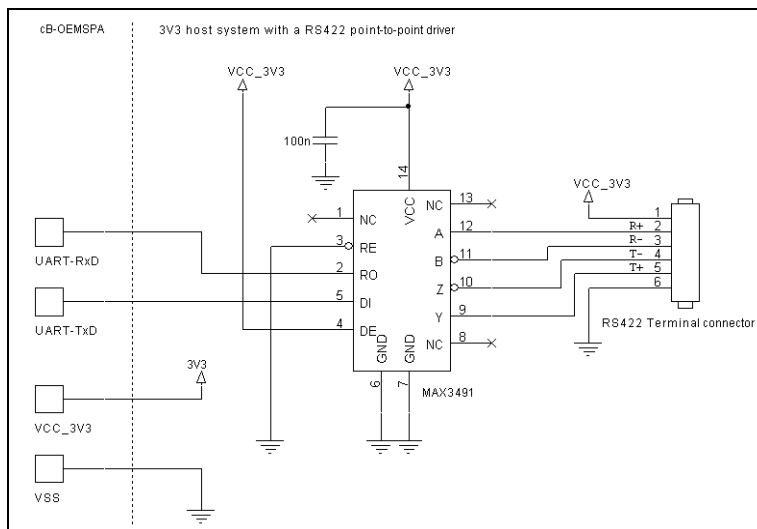 cB-OEMSPA
3V3 host system with a RS422 point-to-point driver
VCC_3V3
VCC_3V3
100n
14
VCC
1
NC
NC
13
VCC_3V3
3
RE
A
12
R+
1
2
UART-RxD
2
RO
B
11
R-
3
T-
4
5
DI
Z
10
T+
5
6
UART-TxD
4
DE
Y
9
RS422 Terminal connector
GND
GND
NC
8
6
7
MAX3491
3V3
VCC_3V3
VSS